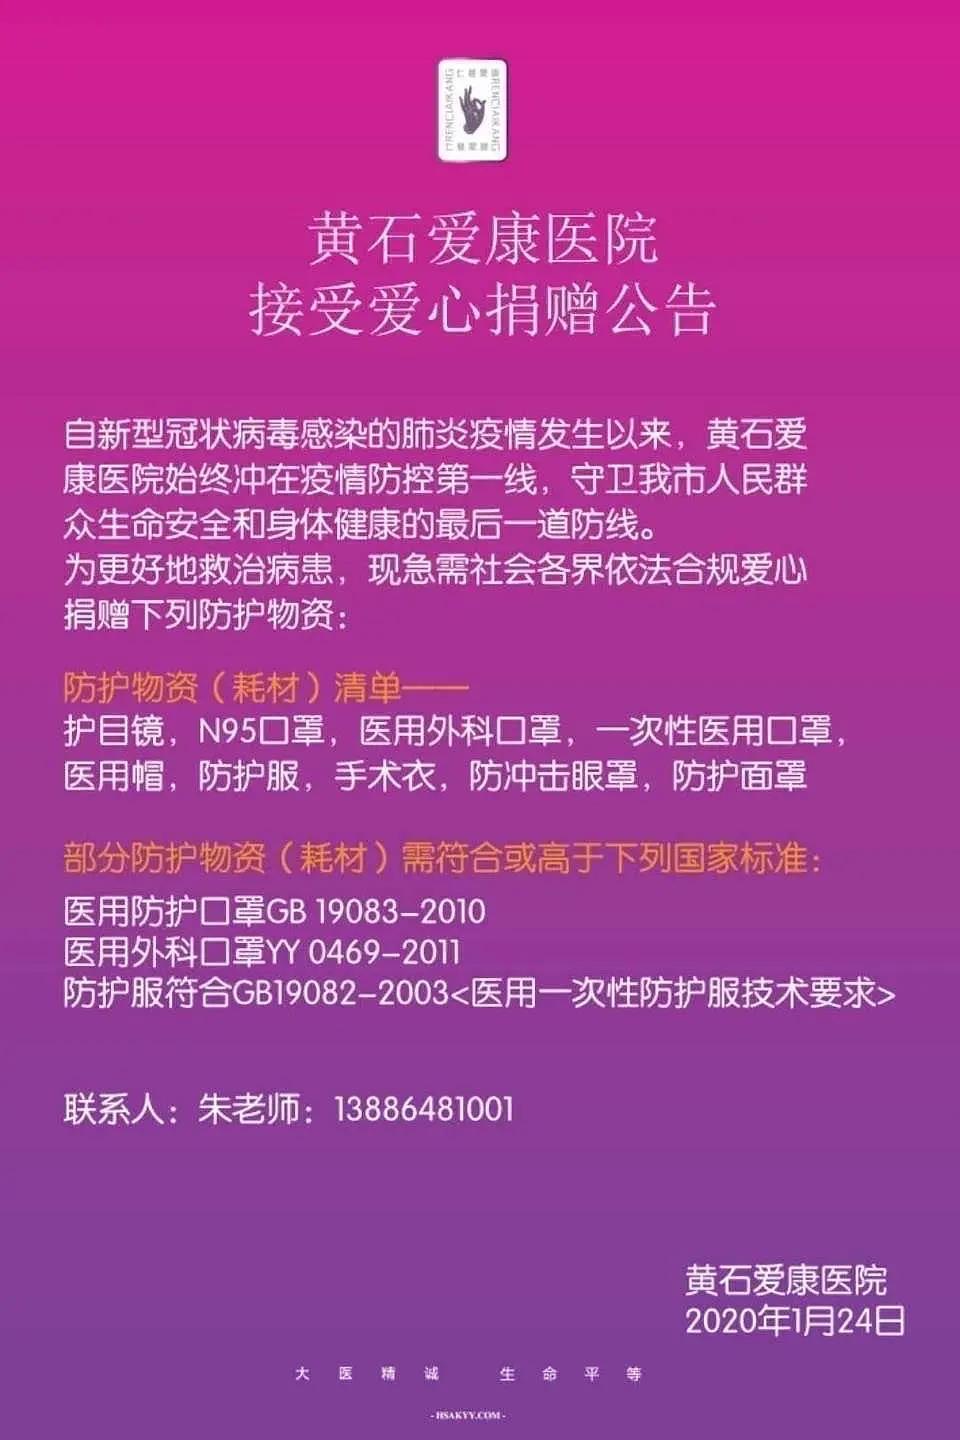 RENCIAIKANG
RENCIAIKANG
黄石爱康医院
接受爱心捐赠公告
自新型冠状病毒感染的肺炎疫情发生以来，黄石爱
康医院始终冲在疫情防控第一线，守卫我市人民群
众生命安全和身体健康的最后一道防线。
为更好地救治病患，现急需社会各界依法合规爱心
捐赠下列防护物资：
防护物资（耗材）清单——
护目镜，N95口罩，医用外科口罩，一次性医用口罩，
医用帽，防护服，手术衣，防冲击眼罩，防护面罩
部分防护物资（耗材）需符合或高于下列国家标准：
医用防护口罩GB 19083-2010
医用外科口罩YY 0469-2011
防护服符合GB19082-2003<医用一次性防护服技术要求>
联系人：朱老师：13886481001
黄石爱康医院
2020年1月24日
大医精诚 生命平等
- HSAKYY.COM -